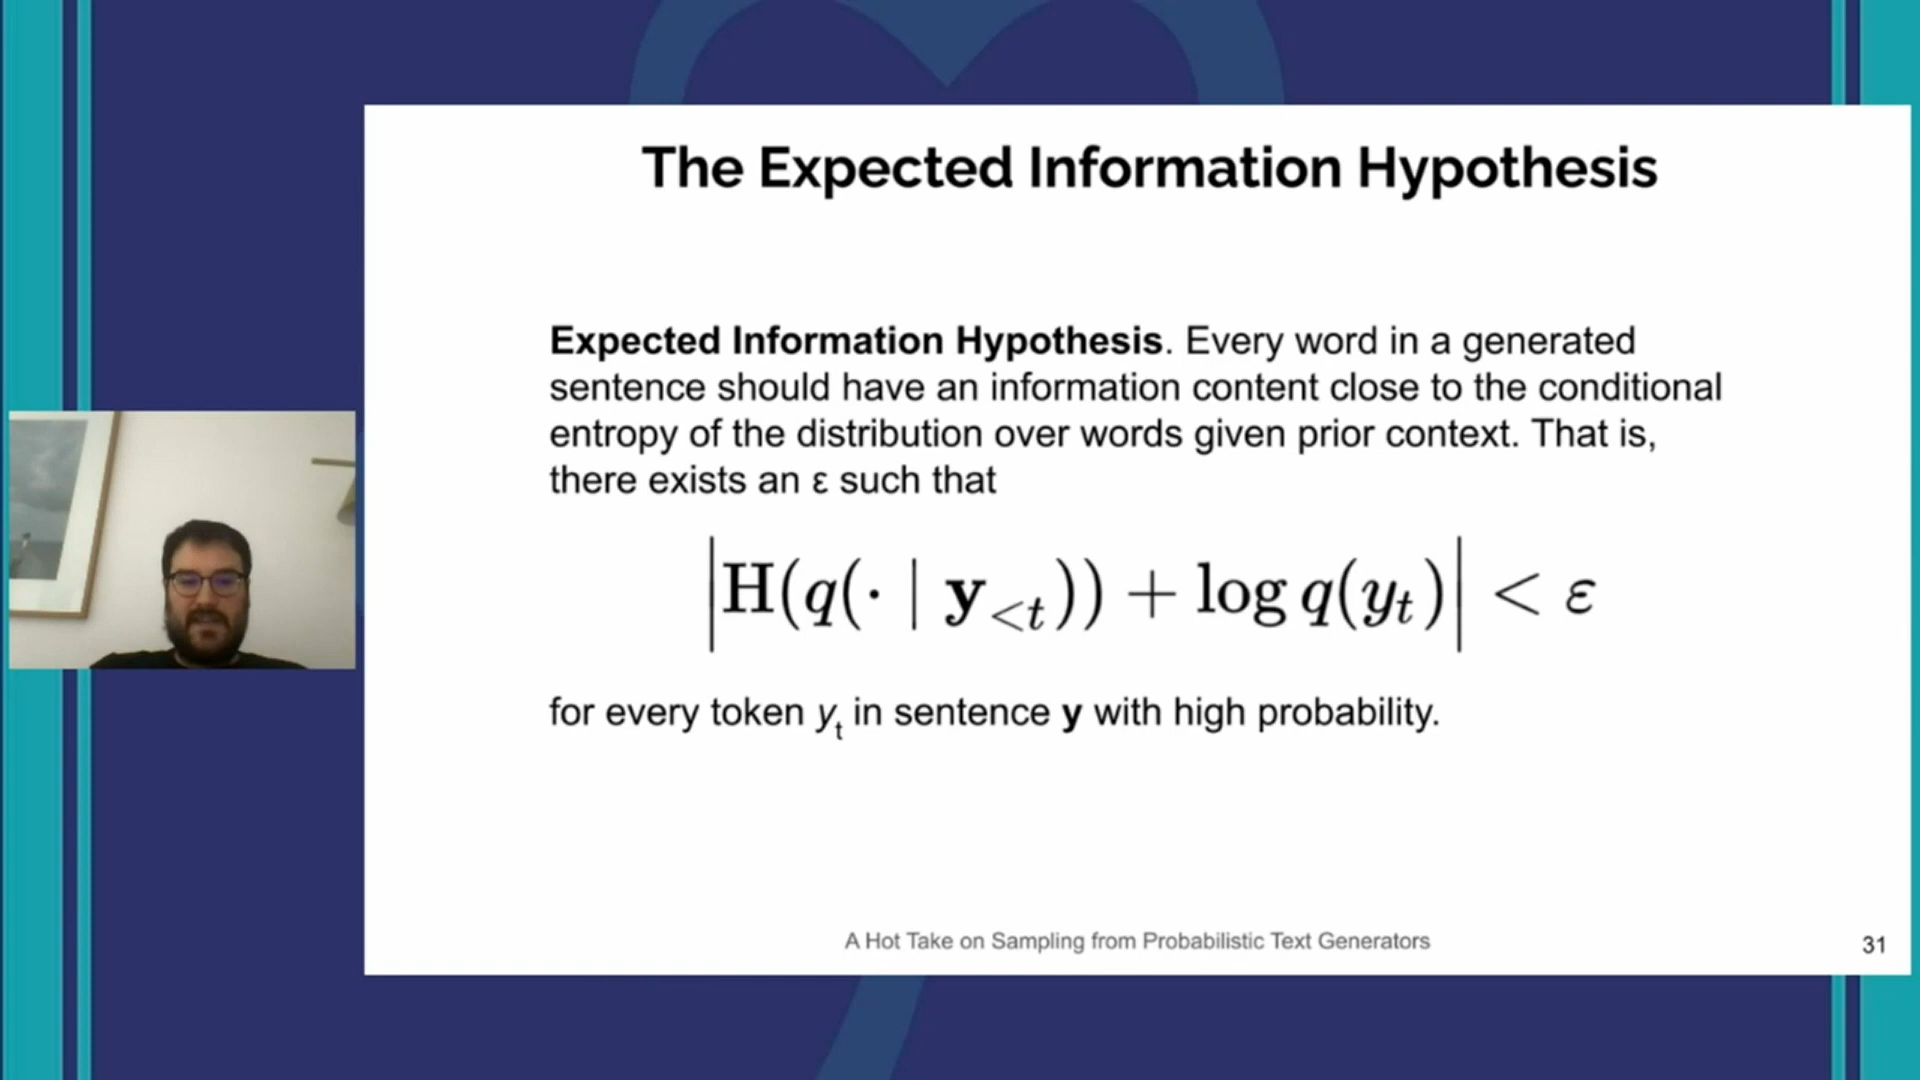 The Expected Information Hypothesis
Expected Information Hypothesis. Every word in a generated
sentence should have an information content close to the conditional
entropy of the distribution over words given prior context. That is,
there exists an ε such that
|H(q(· | y<t)) + log q(yt)| < ε
for every token yt in sentence y with high probability.
A Hot Take on Sampling from Probabilistic Text Generators
31